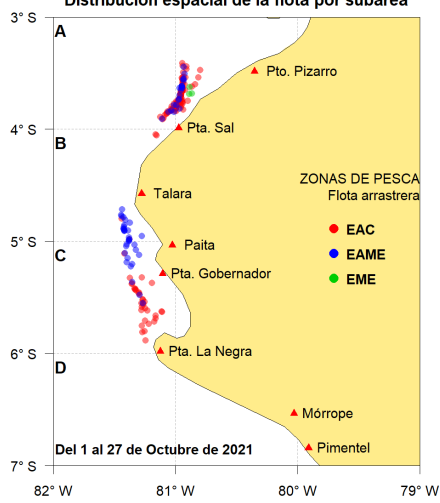 Distribución espacial de la flota por subárea
3° S
A
Pto. Pizarro
Pta. Sal
4° S
B
ZONAS DE PESCA
Flota arrastrera
Talara
EAC
5° S
C
Paita
EAME
Pta. Gobernador
EME
6° S
Pta. La Negra
D
Mórrope
Pimentel
Del 1 al 27 de Octubre de 2021
7° S
82° W
81° W
80° W
79° W